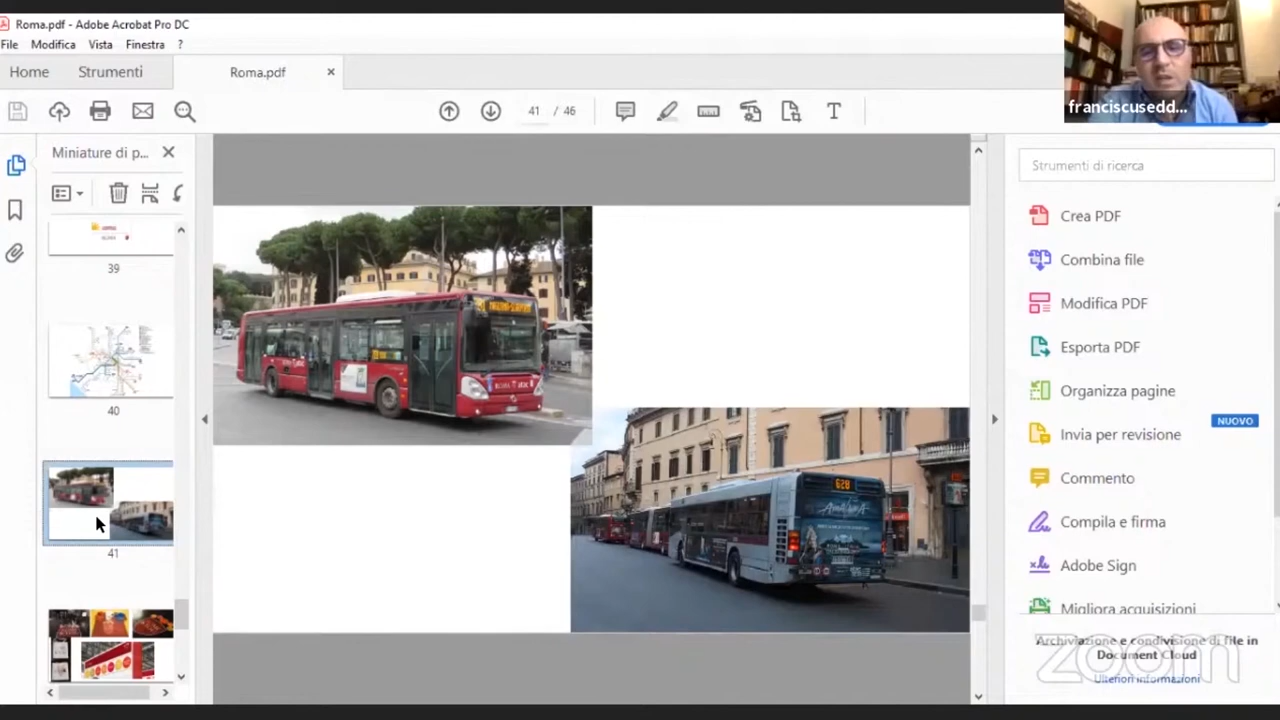 Roma.pdf - Adobe Acrobat Pro DC
File Modifica Vista Finestra ?
Home Strumenti Roma.pdf
41 / 46
franciscusedd...
Miniature di p...
Strumenti di ricerca
39
40
41
Crea PDF
Combina file
Modifica PDF
Esporta PDF
Organizza pagine
NUOVO
Invia per revisione
Commento
Compila e firma
Adobe Sign
Migliora acquisizioni
Archiviazione e condivisione di file in
Document Cloud
Ulteriori informazioni
zoom
628